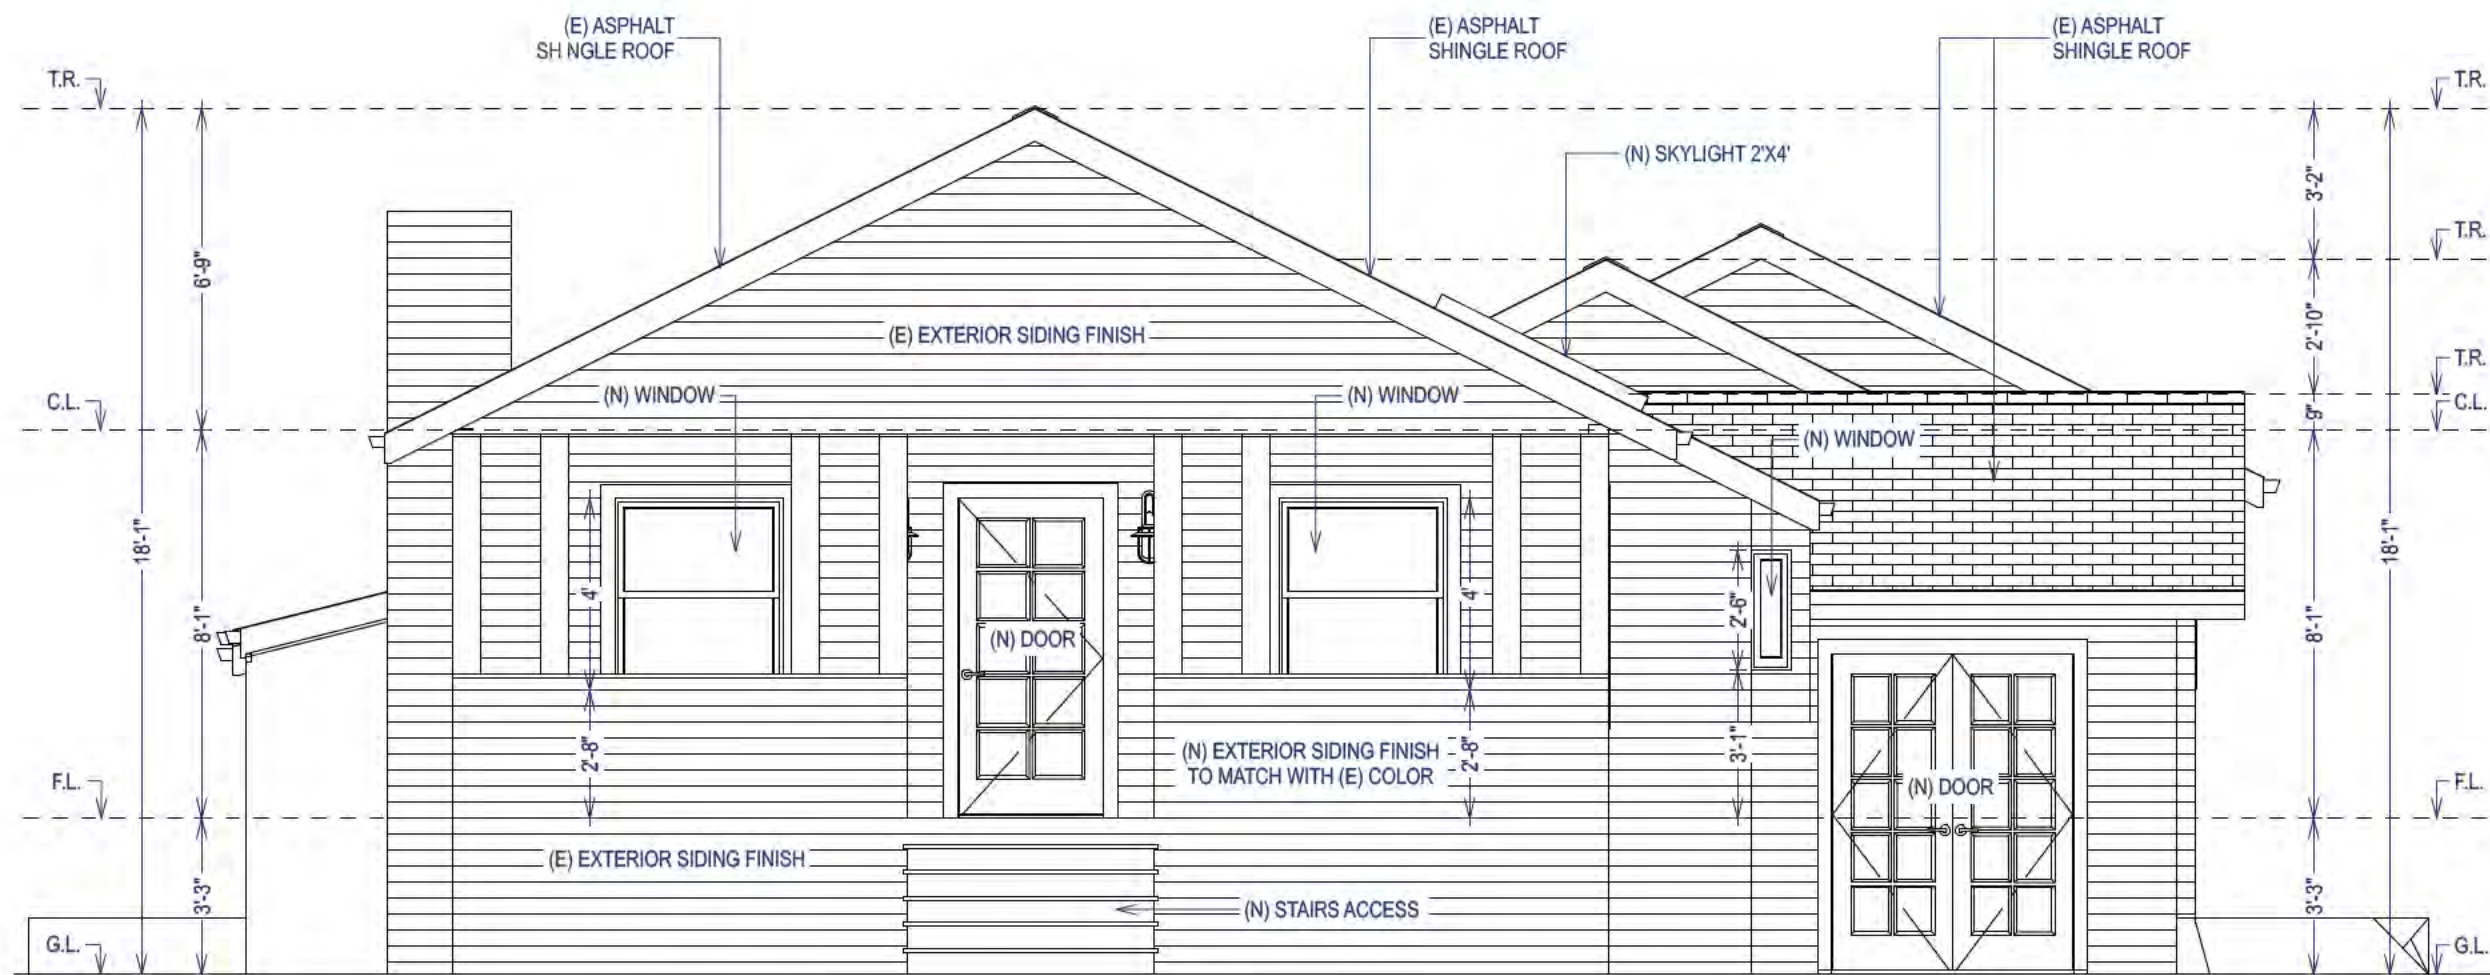 (E) ASPHALT
SH NGLE ROOF
(E) ASPHALT
SHINGLE ROOF
(E) ASPHALT
SHINGLE ROOF
T.R.
T.R.
(N) SKYLIGHT 2'X4'
3'-2"
T.R.
6'-9"
2'-10"
(E) EXTERIOR SIDING FINISH
T.R.
C.L.
(N) WINDOW
(N) WINDOW
9"
C.L.
(N) WINDOW
18'-1"
18'-1"
4'
4'
2'-6"
8'-1"
8'-1"
(N) DOOR
2'-8"
(N) EXTERIOR SIDING FINISH
TO MATCH WITH (E) COLOR
2'-8"
3'-1"
F.L.
(N) DOOR
F.L.
(E) EXTERIOR SIDING FINISH
3'-3"
3'-3"
(N) STAIRS ACCESS
G.L.
G.L.